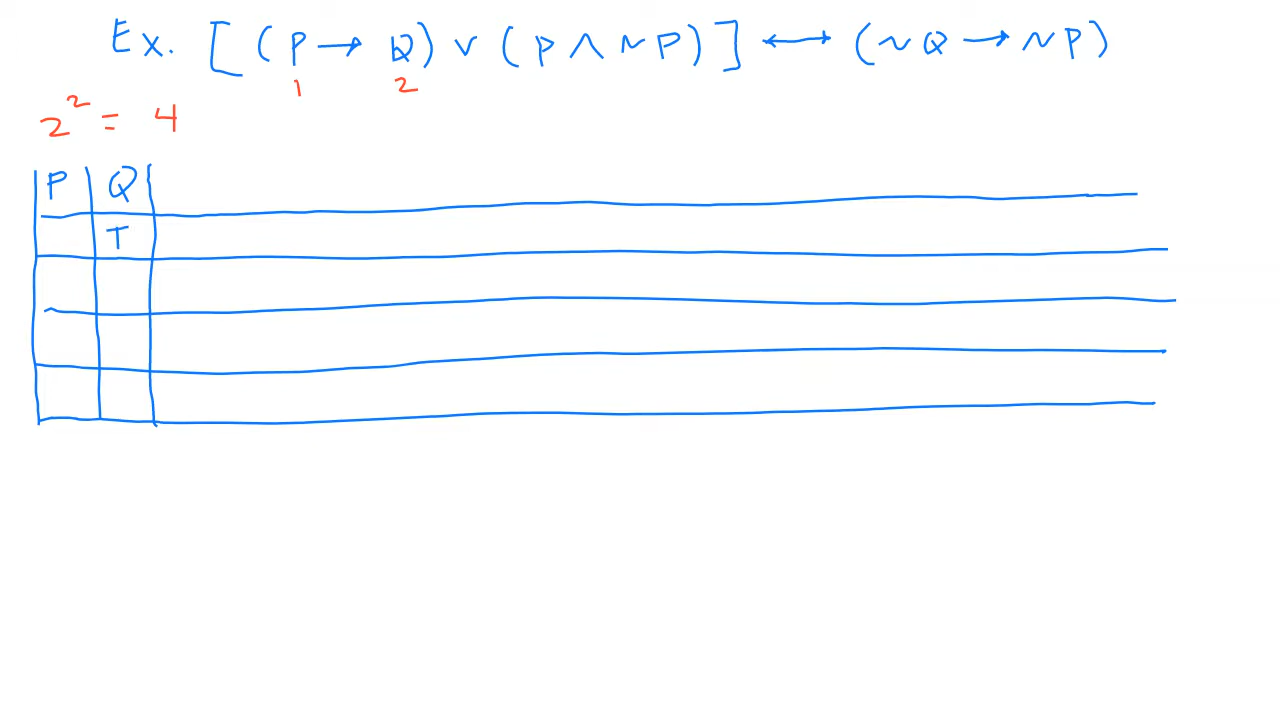 Ex. [(P → Q) ∨ (P ∧ ~P)] ↔ (~Q → ~P)
1 2
2² = 4
P Q
T